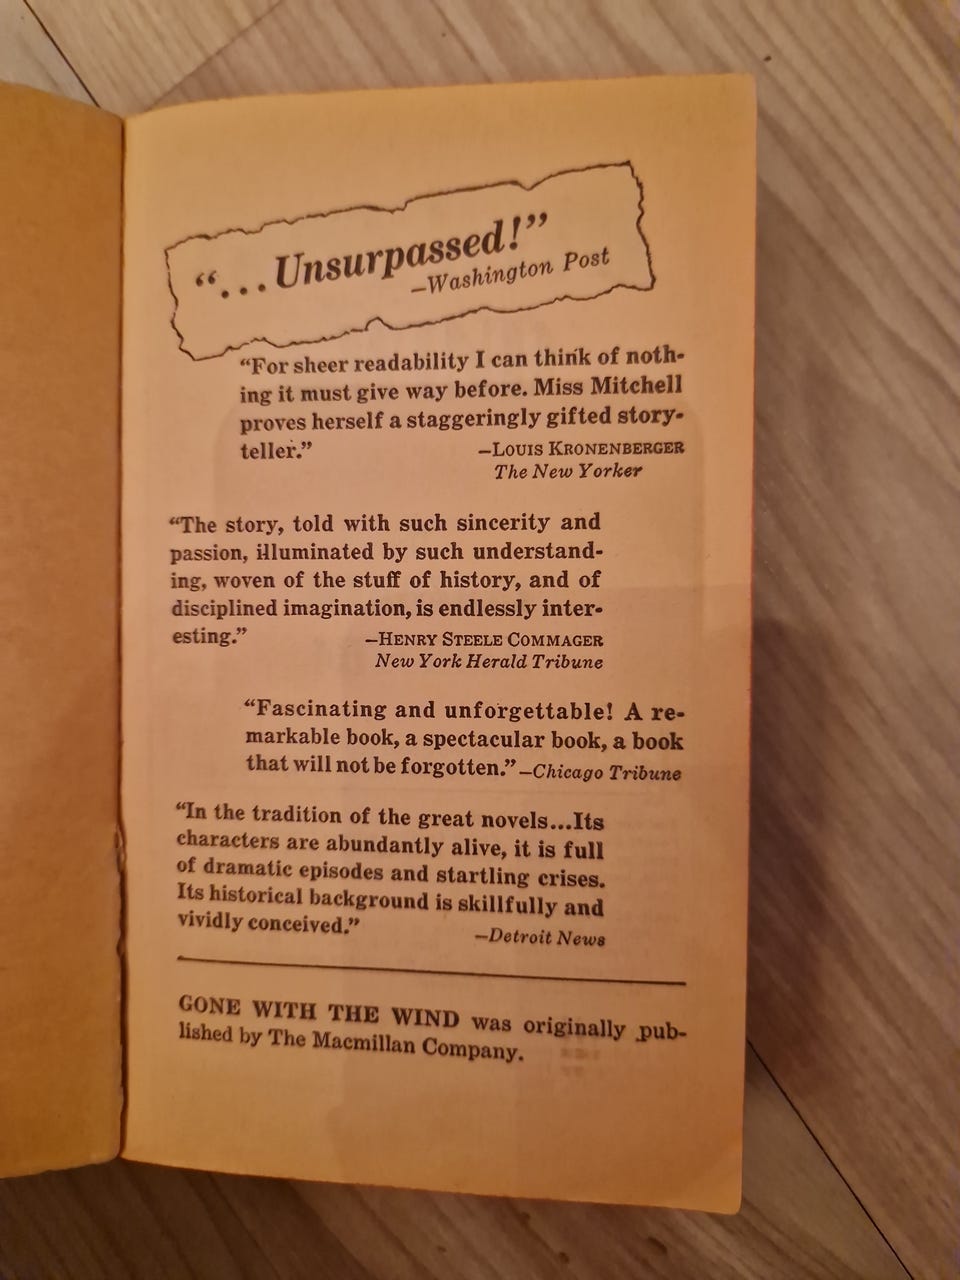 “...Unsurpassed!”
—Washington Post
“For sheer readability I can think of noth-
ing it must give way before. Miss Mitchell
proves herself a staggeringly gifted story-
teller.” —LOUIS KRONENBERGER
The New Yorker
“The story, told with such sincerity and
passion, illuminated by such understand-
ing, woven of the stuff of history, and of
disciplined imagination, is endlessly inter-
esting.” —HENRY STEELE COMMAGER
New York Herald Tribune
“Fascinating and unforgettable! A re-
markable book, a spectacular book, a book
that will not be forgotten.” —Chicago Tribune
“In the tradition of the great novels...Its
characters are abundantly alive, it is full
of dramatic episodes and startling crises.
Its historical background is skillfully and
vividly conceived.” —Detroit News
GONE WITH THE WIND was originally pub-
lished by The Macmillan Company.